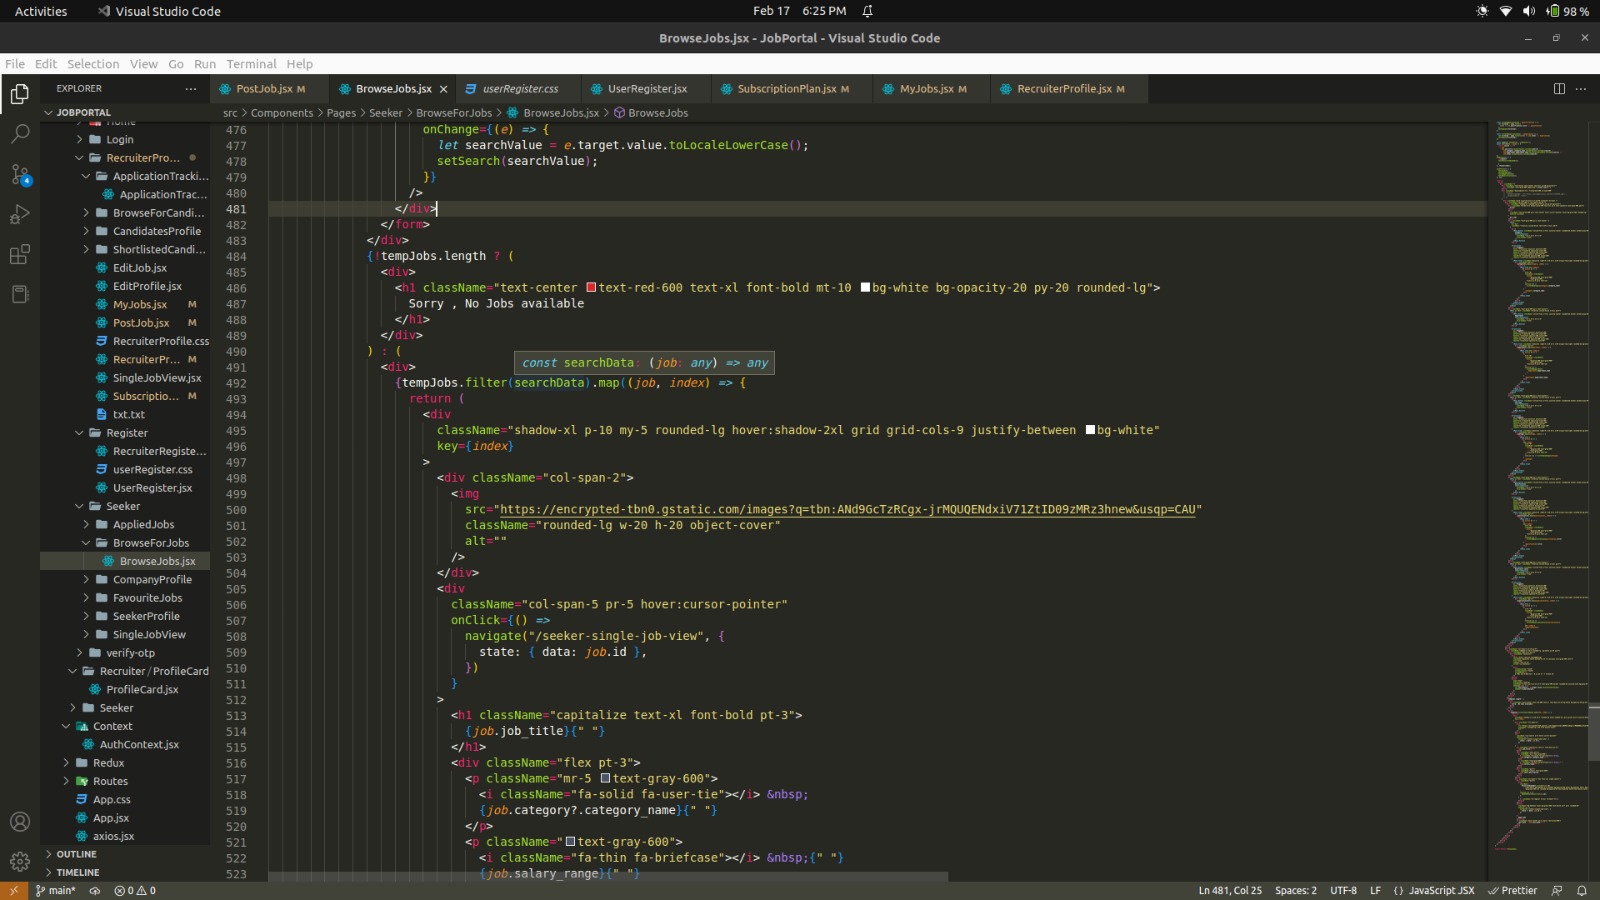 Activities
Visual Studio Code
Feb 17 6:25 PM
98 %
BrowseJobs.jsx - JobPortal - Visual Studio Code
File Edit Selection View Go Run Terminal Help
EXPLORER
PostJob.jsx M
BrowseJobs.jsx
userRegister.css
UserRegister.jsx
SubscriptionPlan.jsx M
MyJobs.jsx M
RecruiterProfile.jsx M
JOBPORTAL
src > Components > Pages > Seeker > BrowseForJobs > BrowseJobs.jsx > BrowseJobs
Home
Login
RecruiterPro...
ApplicationTracki...
ApplicationTrac...
BrowseForCandi...
CandidatesProfile
ShortlistedCandi...
EditJob.jsx
EditProfile.jsx
MyJobs.jsx M
PostJob.jsx M
RecruiterProfile.css
RecruiterPr... M
SingleJobView.jsx
Subscriptio... M
txt.txt
Register
RecruiterRegiste...
userRegister.css
UserRegister.jsx
Seeker
AppliedJobs
BrowseForJobs
BrowseJobs.jsx
CompanyProfile
FavouriteJobs
SeekerProfile
SingleJobView
verify-otp
Recruiter / ProfileCard
ProfileCard.jsx
Seeker
Context
AuthContext.jsx
Redux
Routes
App.css
App.jsx
axios.jsx
OUTLINE
TIMELINE
4
476 onChange={(e) => {
477 let searchValue = e.target.value.toLocaleLowerCase();
478 setSearch(searchValue);
479 }}
480 />
481 </div>
482 </form>
483 </div>
484 {!tempJobs.length ? (
485 <div>
486 <h1 className="text-center text-red-600 text-xl font-bold mt-10 bg-white bg-opacity-20 py-20 rounded-lg">
487 Sorry , No Jobs available
488 </h1>
489 </div>
490 ) : (
491 <div>
const searchData: (job: any) => any
492 {tempJobs.filter(searchData).map((job, index) => {
493 return (
494 <div
495 className="shadow-xl p-10 my-5 rounded-lg hover:shadow-2xl grid grid-cols-9 justify-between bg-white"
496 key={index}
497 >
498 <div className="col-span-2">
499 <img
500 src="https://encrypted-tbn0.gstatic.com/images?q=tbn:ANd9GcTzRCgx-jrMQUQENdxiV71ZtID09zMRz3hnew&usqp=CAU"
501 className="rounded-lg w-20 h-20 object-cover"
502 alt=""
503 />
504 </div>
505 <div
506 className="col-span-5 pr-5 hover:cursor-pointer"
507 onClick={() =>
508 navigate("/seeker-single-job-view", {
509 state: { data: job.id },
510 })
511 }
512 >
513 <h1 className="capitalize text-xl font-bold pt-3">
514 {job.job_title}{" "}
515 </h1>
516 <div className="flex pt-3">
517 <p className="mr-5 text-gray-600">
518 <i className="fa-solid fa-user-tie"></i> &nbsp;
519 {job.category?.category_name}{" "}
520 </p>
521 <p className="text-gray-600">
522 <i className="fa-thin fa-briefcase"></i> &nbsp;{" "}
523 {job.salary_range}{" "}
main* 0 0
Ln 481, Col 25 Spaces: 2 UTF-8 LF {} JavaScript JSX Prettier